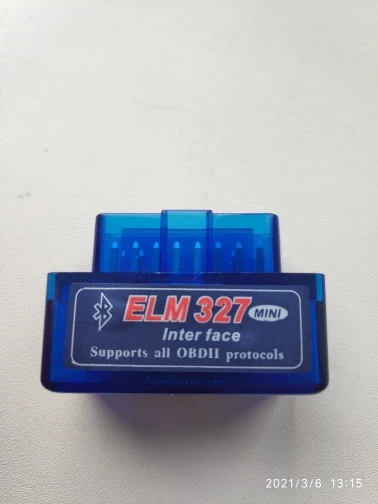 ELM 327 MINI
Inter face
Supports all OBDII protocols
2021/3/6 13:15